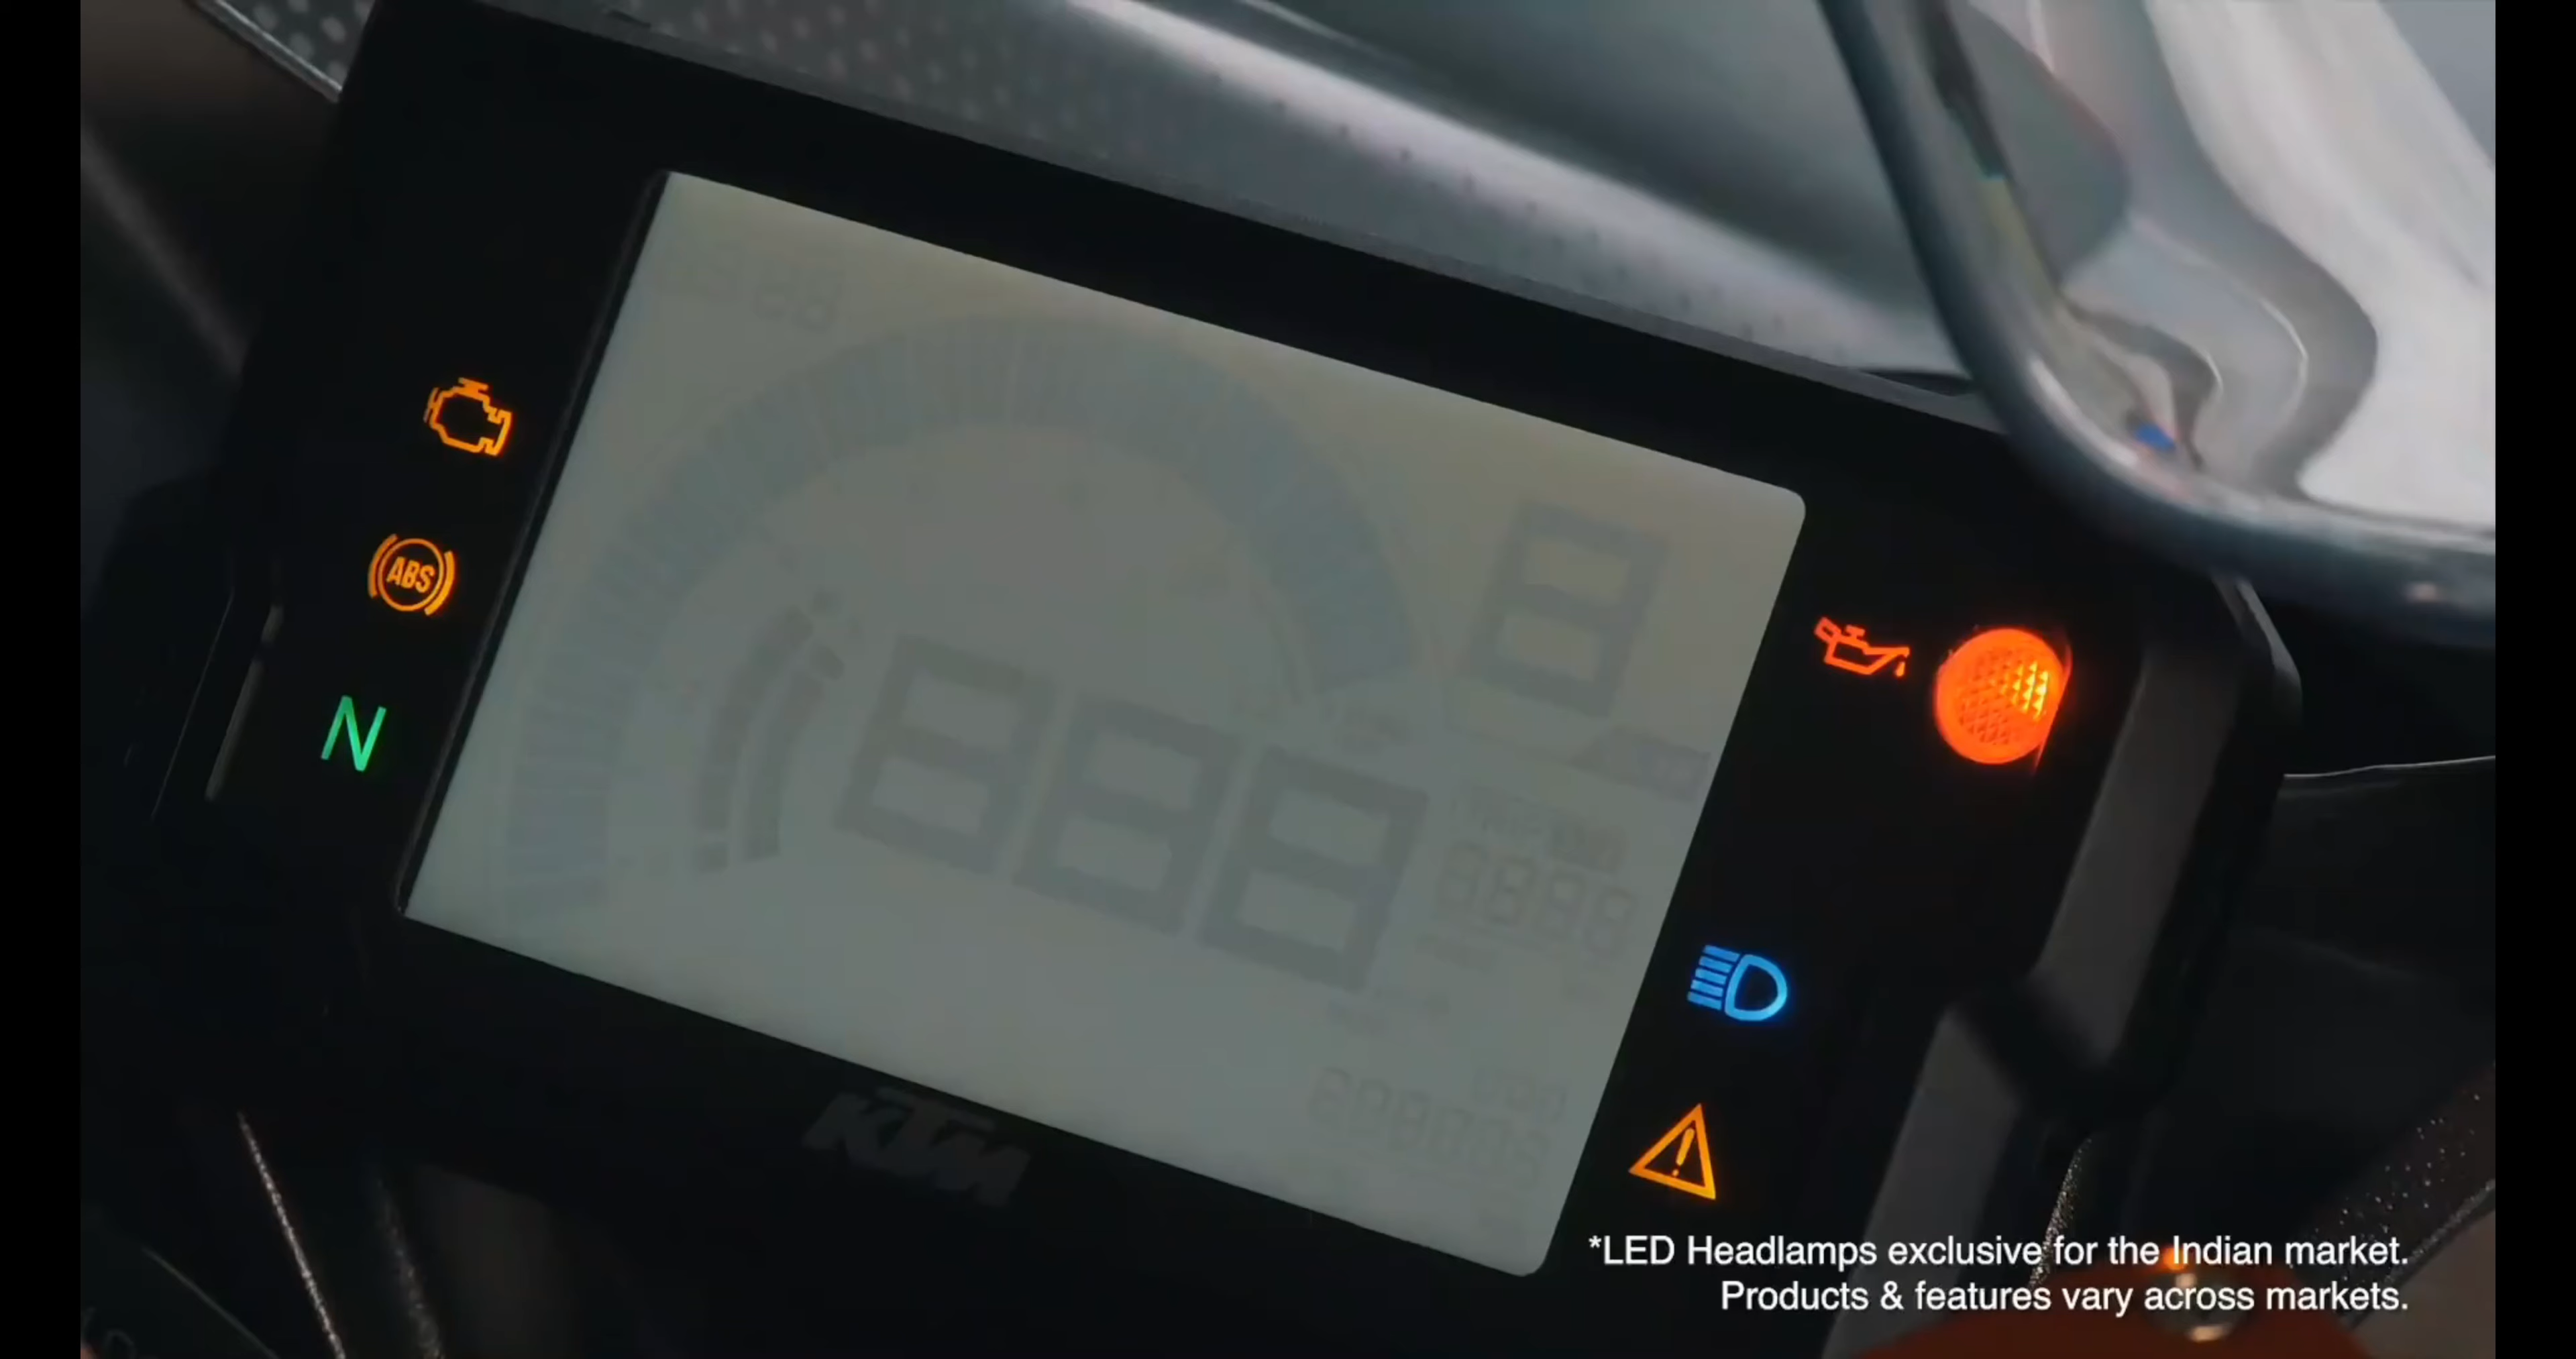 ABS
N
KTM
*LED Headlamps exclusive for the Indian market.
Products & features vary across markets.